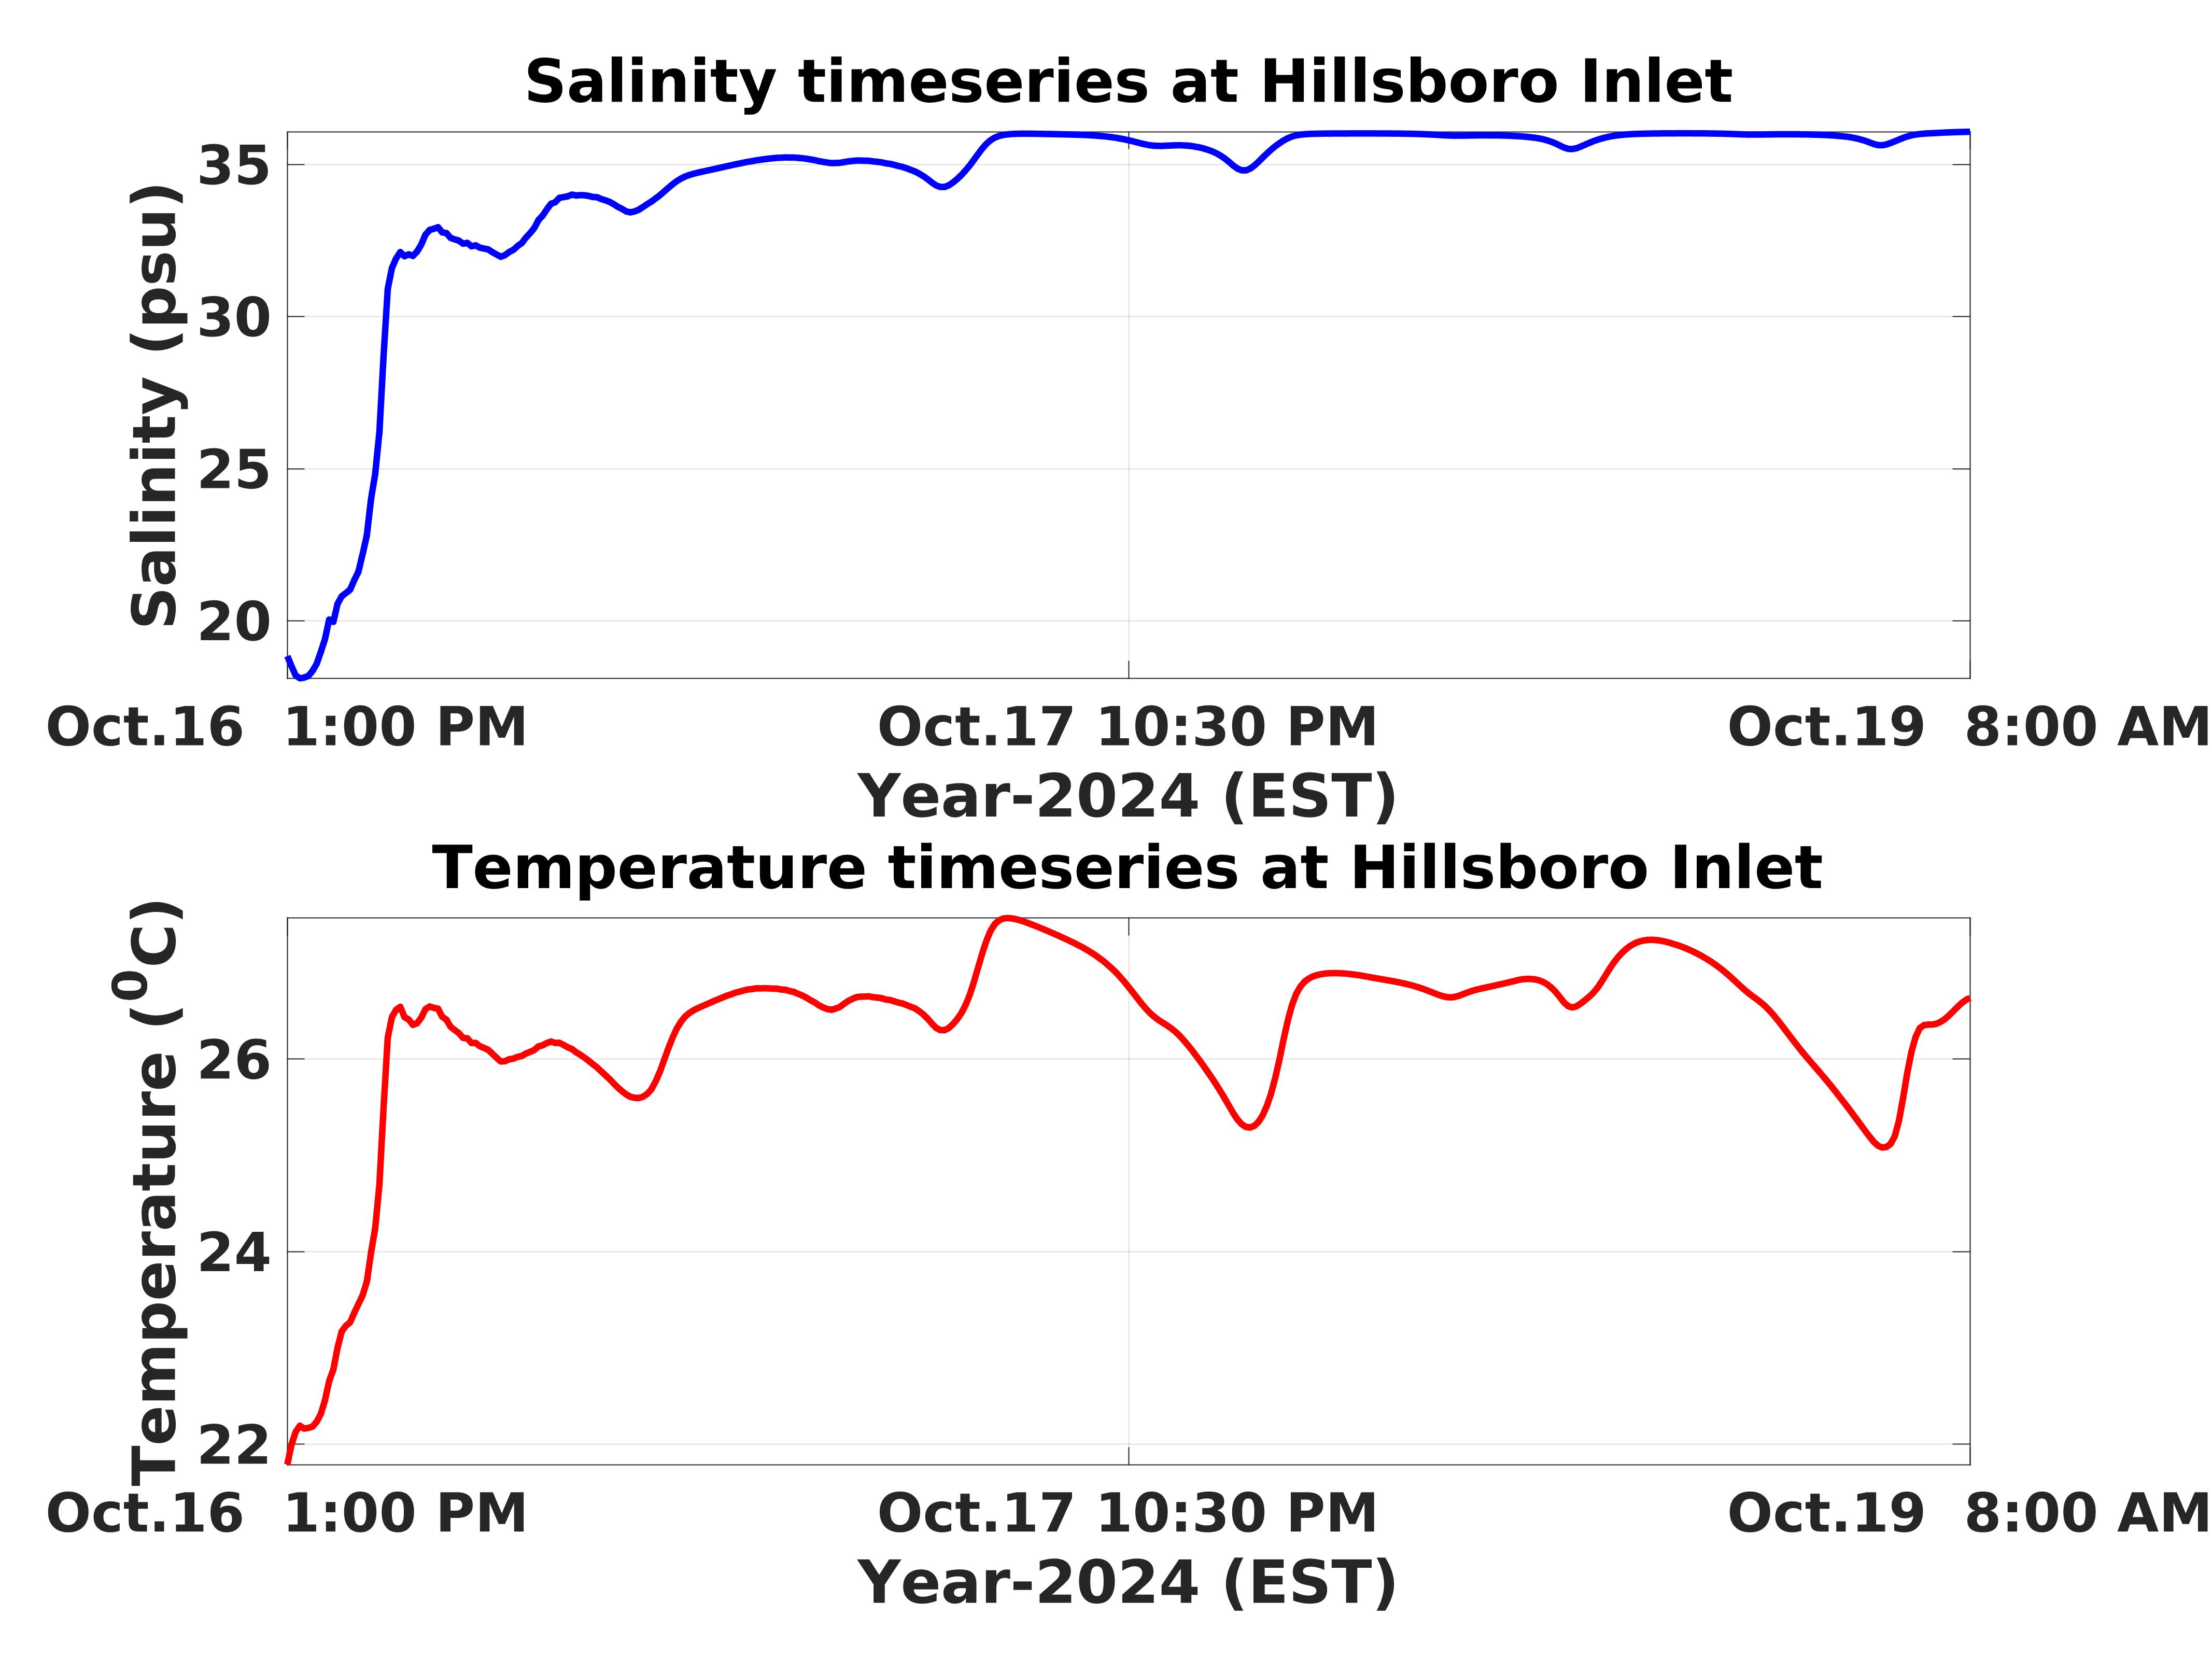 Salinity timeseries at Hillsboro Inlet
Salinity (psu)
35
30
25
20
Oct.16 1:00 PM
Oct.17 10:30 PM
Oct.19 8:00 AM
Year-2024 (EST)
Temperature timeseries at Hillsboro Inlet
Temperature (⁰C)
26
24
22
Oct.16 1:00 PM
Oct.17 10:30 PM
Oct.19 8:00 AM
Year-2024 (EST)